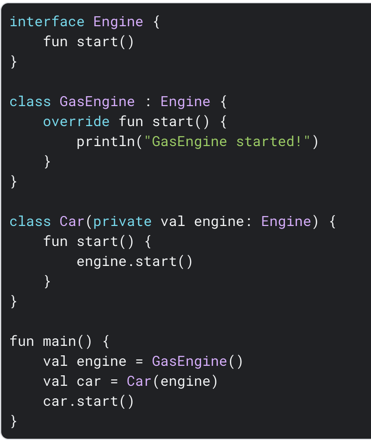 interface Engine {
    fun start()
}

class GasEngine : Engine {
    override fun start() {
        println("GasEngine started!")
    }
}

class Car(private val engine: Engine) {
    fun start() {
        engine.start()
    }
}

fun main() {
    val engine = GasEngine()
    val car = Car(engine)
    car.start()
}